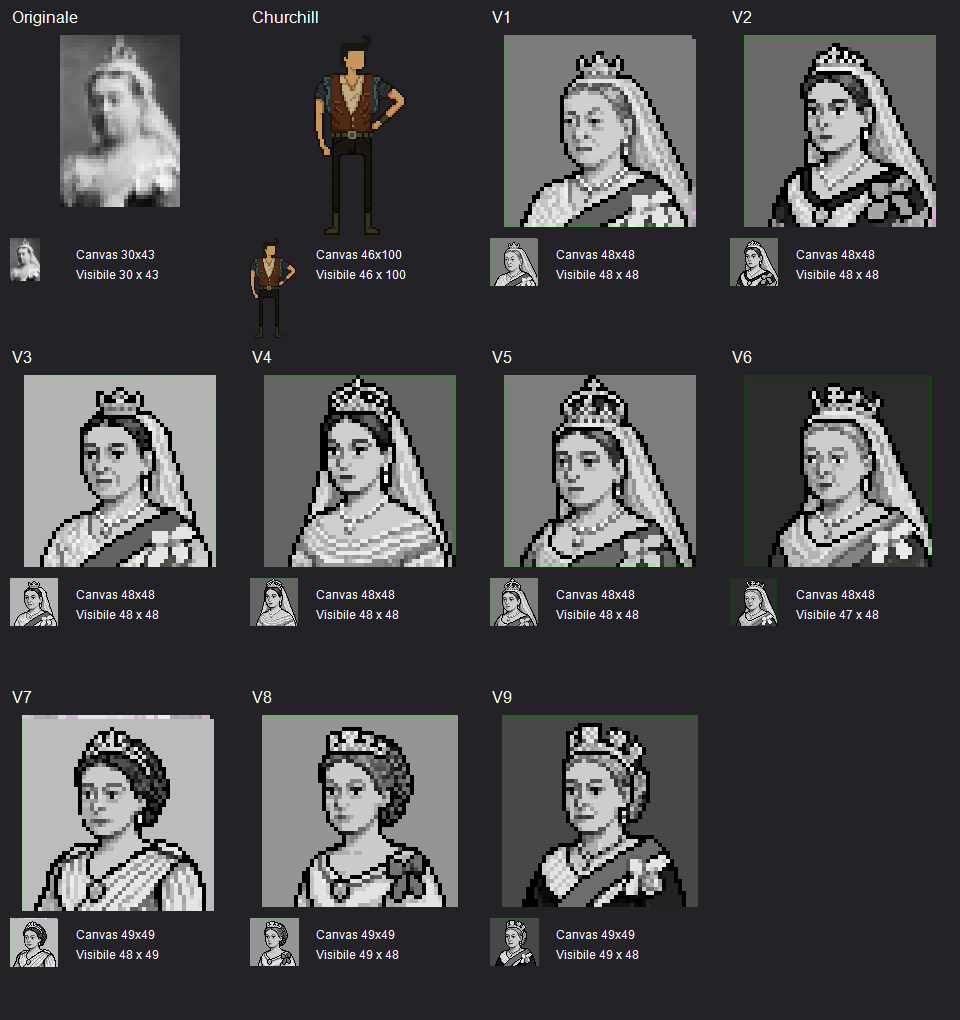 Originale
Churchill
V1
V2
Canvas 30x43
Visibile 30 x 43
Canvas 46x100
Visibile 46 x 100
Canvas 48x48
Visibile 48 x 48
Canvas 48x48
Visibile 48 x 48
V3
V4
V5
V6
Canvas 48x48
Visibile 48 x 48
Canvas 48x48
Visibile 48 x 48
Canvas 48x48
Visibile 48 x 48
Canvas 48x48
Visibile 47 x 48
V7
V8
V9
Canvas 49x49
Visibile 48 x 49
Canvas 49x49
Visibile 49 x 48
Canvas 49x49
Visibile 49 x 48